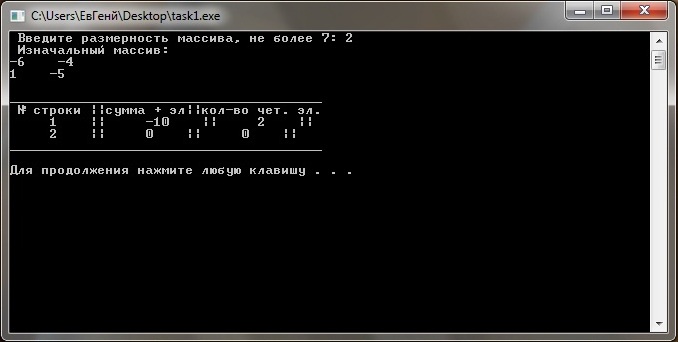 C:\Users\ЕвГений\Desktop\task1.exe
Введите размерность массива, не более 7: 2
Изначальный массив:
-6 -4
1 -5
№ строки ¦¦сумма + эл¦¦кол-во чет. эл.
1 ¦¦ -10 ¦¦ 2 ¦¦
2 ¦¦ 0 ¦¦ 0 ¦¦
Для продолжения нажмите любую клавишу . . .